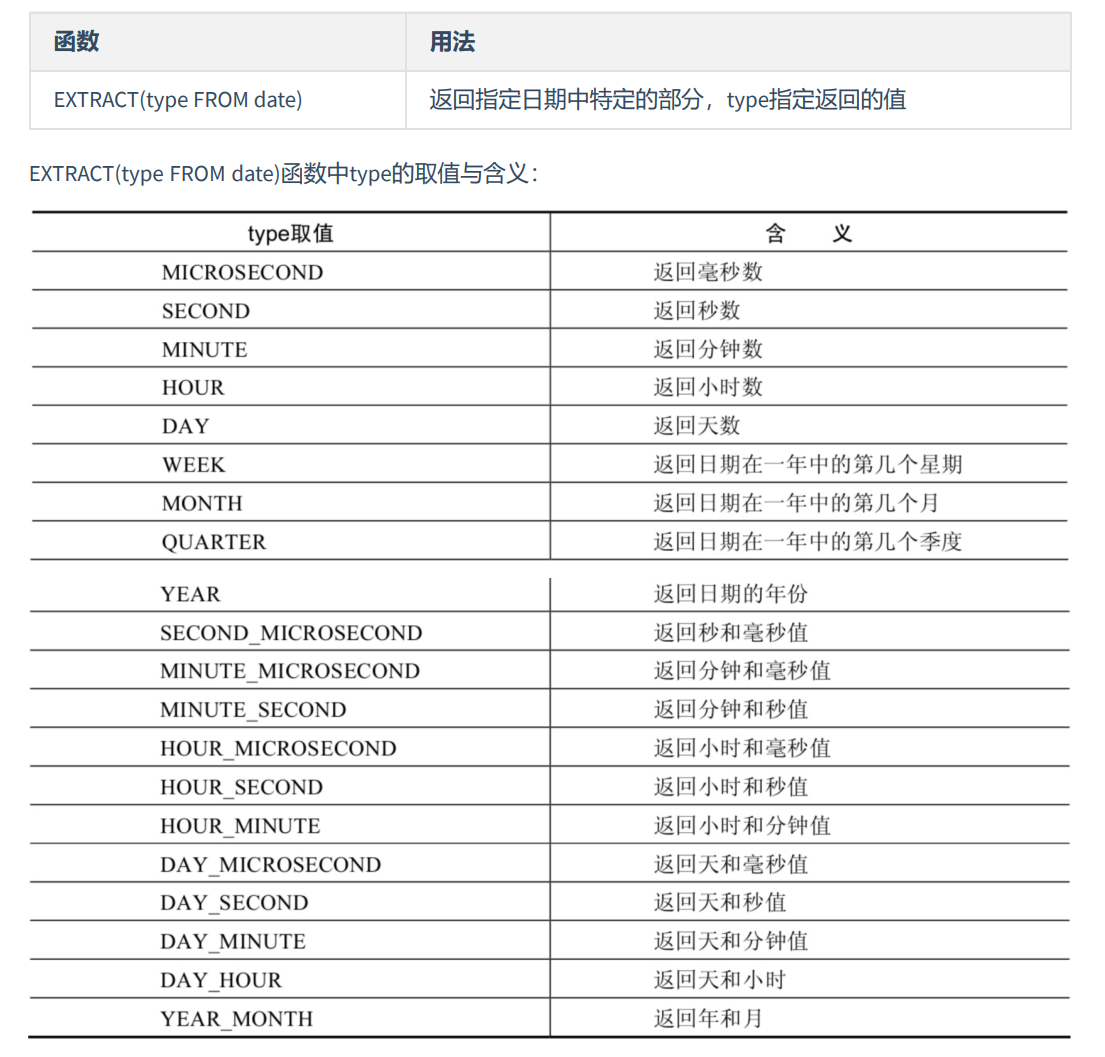 函数 用法
EXTRACT(type FROM date) 返回指定日期中特定的部分，type指定返回的值
EXTRACT(type FROM date)函数中type的取值与含义：
type取值 含 义
MICROSECOND 返回毫秒数
SECOND 返回秒数
MINUTE 返回分钟数
HOUR 返回小时数
DAY 返回天数
WEEK 返回日期在一年中的第几个星期
MONTH 返回日期在一年中的第几个月
QUARTER 返回日期在一年中的第几个季度
YEAR 返回日期的年份
SECOND_MICROSECOND 返回秒和毫秒值
MINUTE_MICROSECOND 返回分钟和毫秒值
MINUTE_SECOND 返回分钟和秒值
HOUR_MICROSECOND 返回小时和毫秒值
HOUR_SECOND 返回小时和秒值
HOUR_MINUTE 返回小时和分钟值
DAY_MICROSECOND 返回天和毫秒值
DAY_SECOND 返回天和秒值
DAY_MINUTE 返回天和分钟值
DAY_HOUR 返回天和小时
YEAR_MONTH 返回年和月